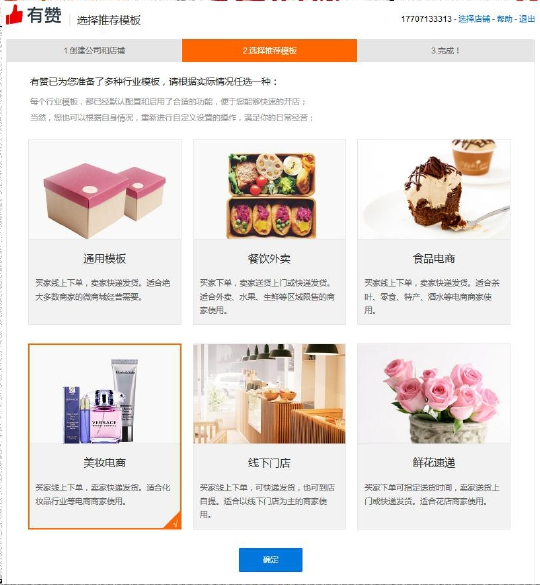 有赞 选择推荐模板
17707133313 - 选择店铺 - 帮助 - 退出
1.创建公司和店铺
2.选择推荐模板
3.完成！
有赞已为您准备了多种行业模板，请根据实际情况任选一种：
每个行业模板，都已经默认配置和启用了合适的功能，便于您能够快速的开店；
当然，您也可以根据自身情况，重新进行自定义设置的操作，满足你的日常经营；
通用模板
买家线上下单，卖家快递发货。适合绝
大多数商家的微商城经营需要。
餐饮外卖
买家下单，卖家送货上门或快递发货。
适合外卖、水果、生鲜等区域限售的商
家使用。
食品电商
买家线上下单，卖家快递发货。适合茶
叶、零食、特产、酒水等电商商家使
用。
VERSACE
美妆电商
买家线上下单，卖家快递发货。适合化
妆品行业等电商商家使用。
线下门店
买家线上下单，可快递发货，也可到店
自提。适合以线下门店为主的商家使
用。
鲜花速递
买家下单可指定送货时间，卖家送货上
门或快递发货。适合花店商家使用。
确定